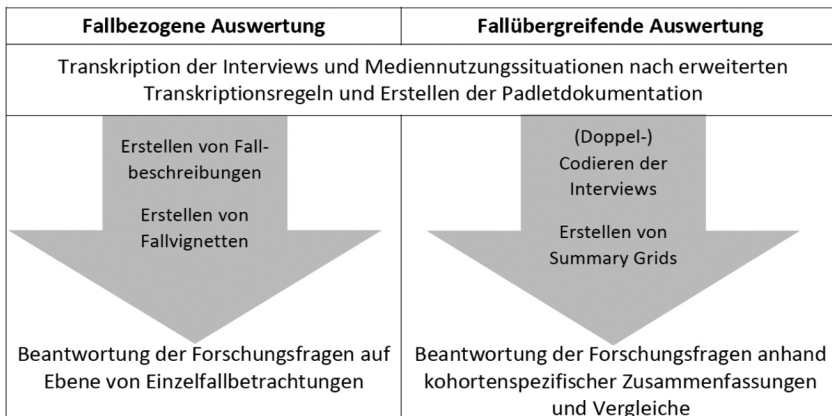 Fallbezogene Auswertung
Fallübergreifende Auswertung
Transkription der Interviews und Mediennutzungssituationen nach erweiterten
Transkriptionsregeln und Erstellen der Padletdokumentation
Erstellen von Fall-
beschreibungen
Erstellen von
Fallvignetten
(Doppel-)
Codieren der
Interviews
Erstellen von
Summary Grids
Beantwortung der Forschungsfragen auf
Ebene von Einzelfallbetrachtungen
Beantwortung der Forschungsfragen anhand
kohortenspezifischer Zusammenfassungen
und Vergleiche